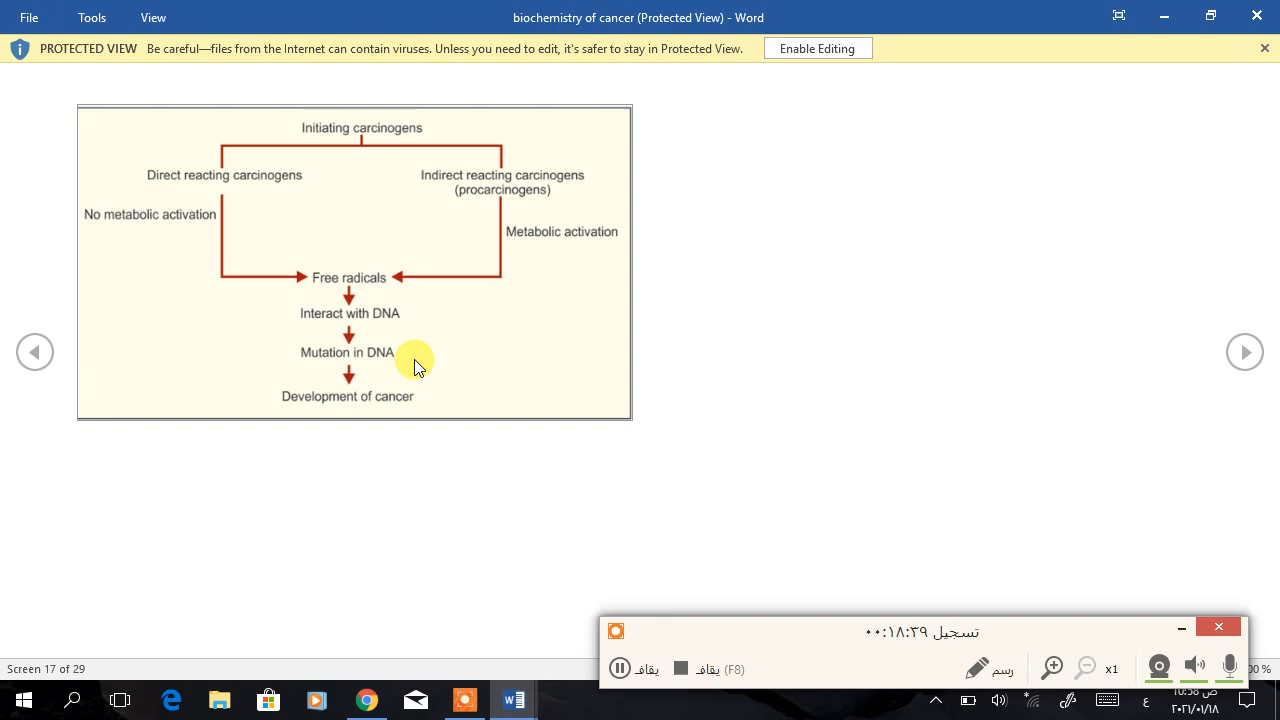 File Tools View biochemistry of cancer (Protected View) - Word
PROTECTED VIEW Be careful—files from the Internet can contain viruses. Unless you need to edit, it's safer to stay in Protected View. Enable Editing
Initiating carcinogens
Direct reacting carcinogens
Indirect reacting carcinogens
(procarcinogens)
No metabolic activation
Metabolic activation
Free radicals
Interact with DNA
Mutation in DNA
Development of cancer
تسجيل ٠٠:١٨:٣٩
Screen 17 of 29
يقاف يقاف (F8) رسم x1
00 %
ص ١٠:٥٨
ع
٢٠٢١/٠١/١٨